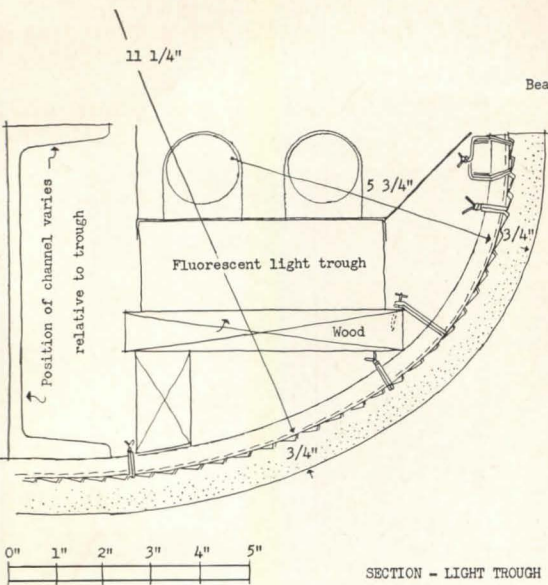 11 1/4"
Bea
5 3/4"
3/4"
Fluorescent light trough
Position of channel varies
relative to trough
Wood
3/4"
0" 1" 2" 3" 4" 5"
SECTION - LIGHT TROUGH